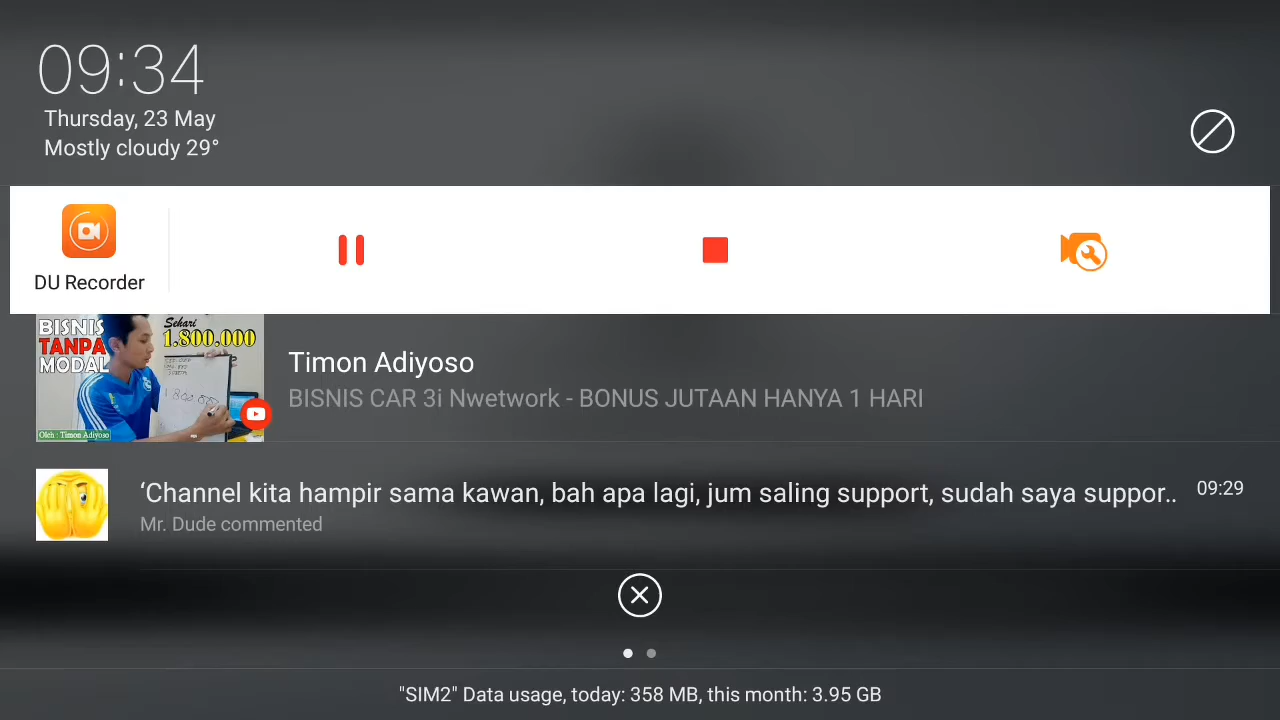 09:34
Thursday, 23 May
Mostly cloudy 29°
DU Recorder
BISNIS
TANPA
MODAL
Sehari
1.800.000
Oleh : Timon Adiyoso
Timon Adiyoso
BISNIS CAR 3i Nwetwork - BONUS JUTAAN HANYA 1 HARI
‘Channel kita hampir sama kawan, bah apa lagi, jum saling support, sudah saya suppor..
09:29
Mr. Dude commented
"SIM2" Data usage, today: 358 MB, this month: 3.95 GB